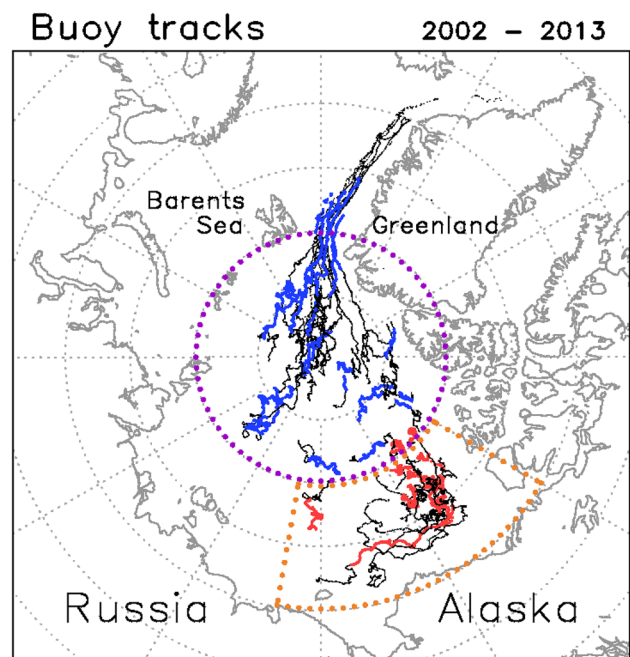 Buoy tracks 2002 – 2013
Barents
Sea
Greenland
Russia
Alaska